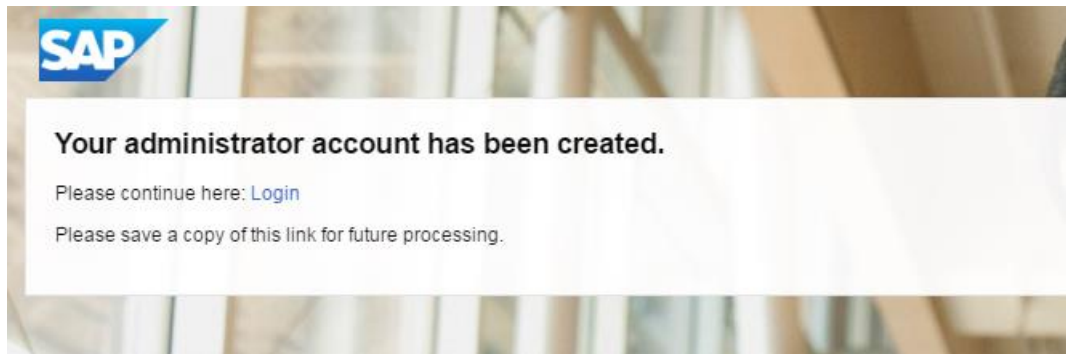 SAP
Your administrator account has been created.
Please continue here: Login
Please save a copy of this link for future processing.